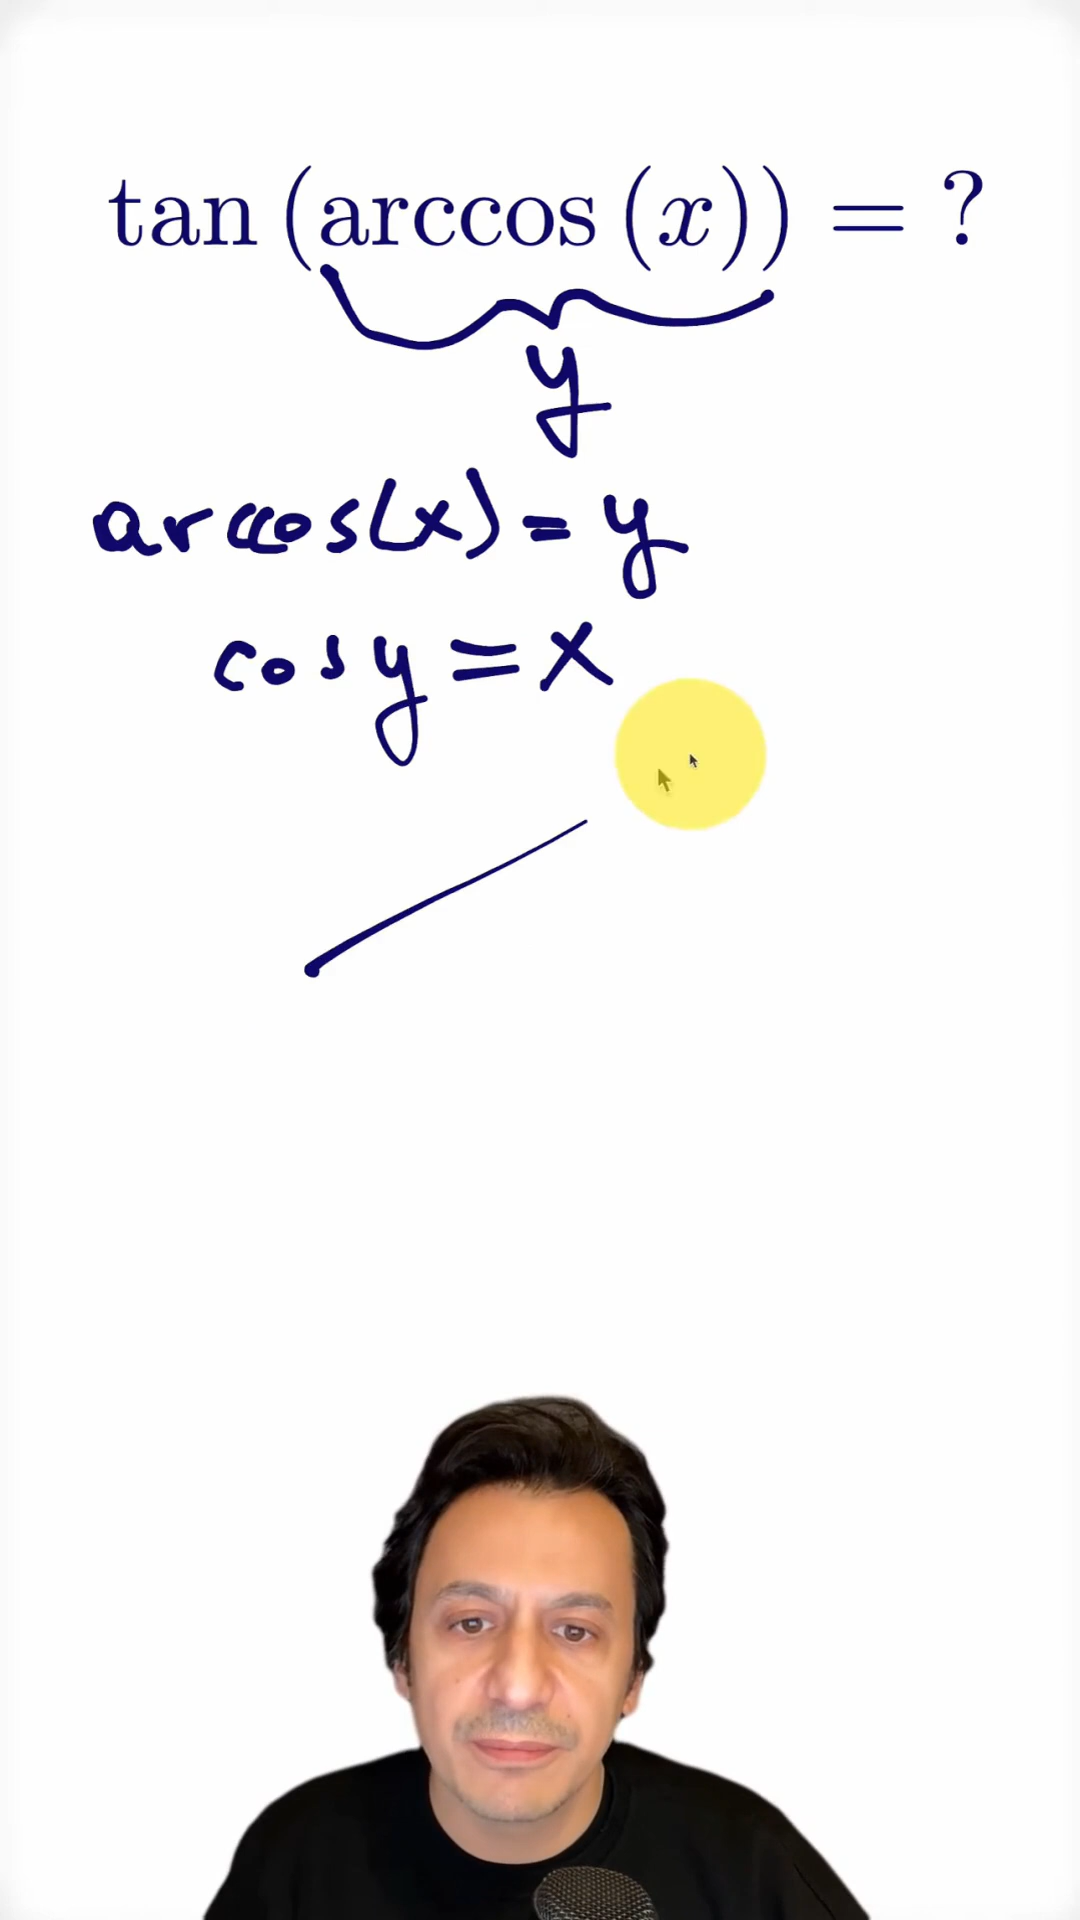 tan (arccos (x)) = ?
y
arccos(x) = y
cos y = x